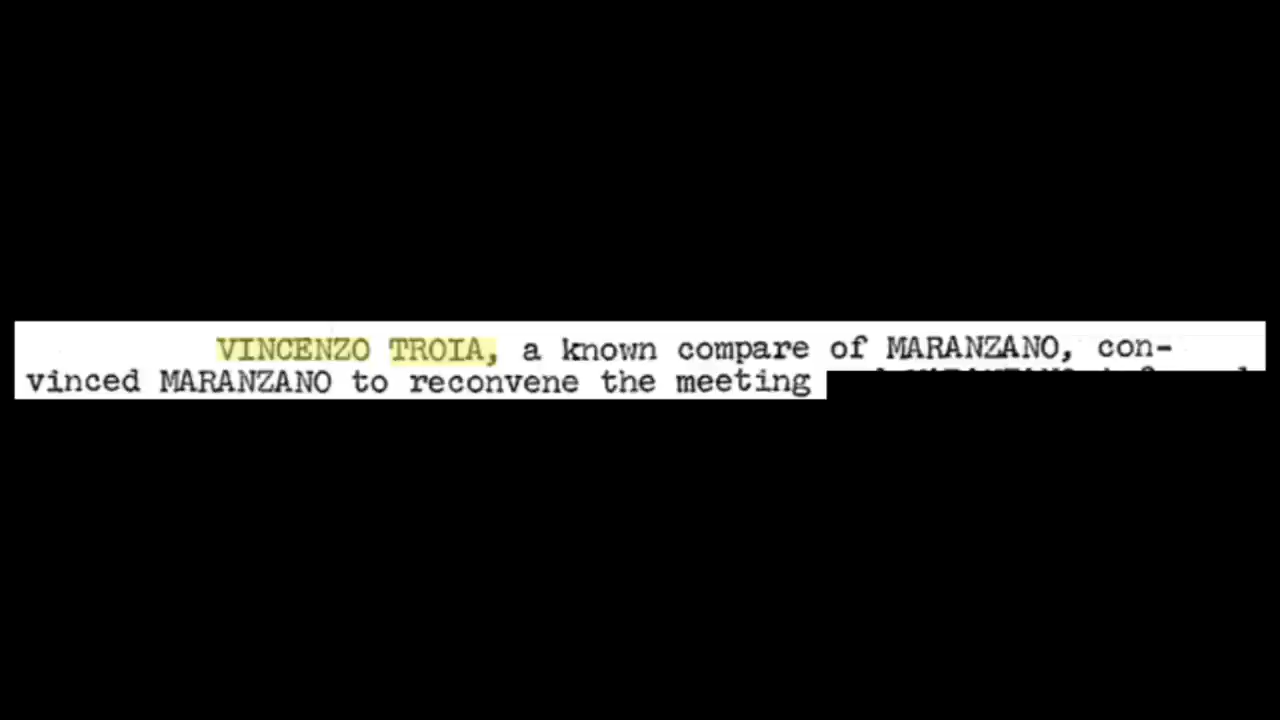 VINCENZO TROIA, a known compare of MARANZANO, con-
vinced MARANZANO to reconvene the meeting